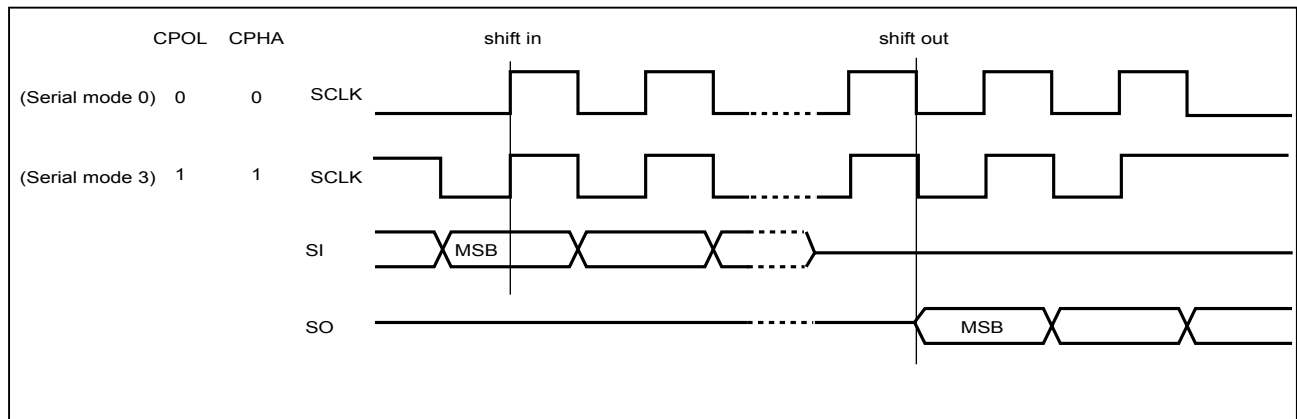 CPOL CPHA shift in shift out
(Serial mode 0) 0 0 SCLK
(Serial mode 3) 1 1 SCLK
SI MSB
SO MSB